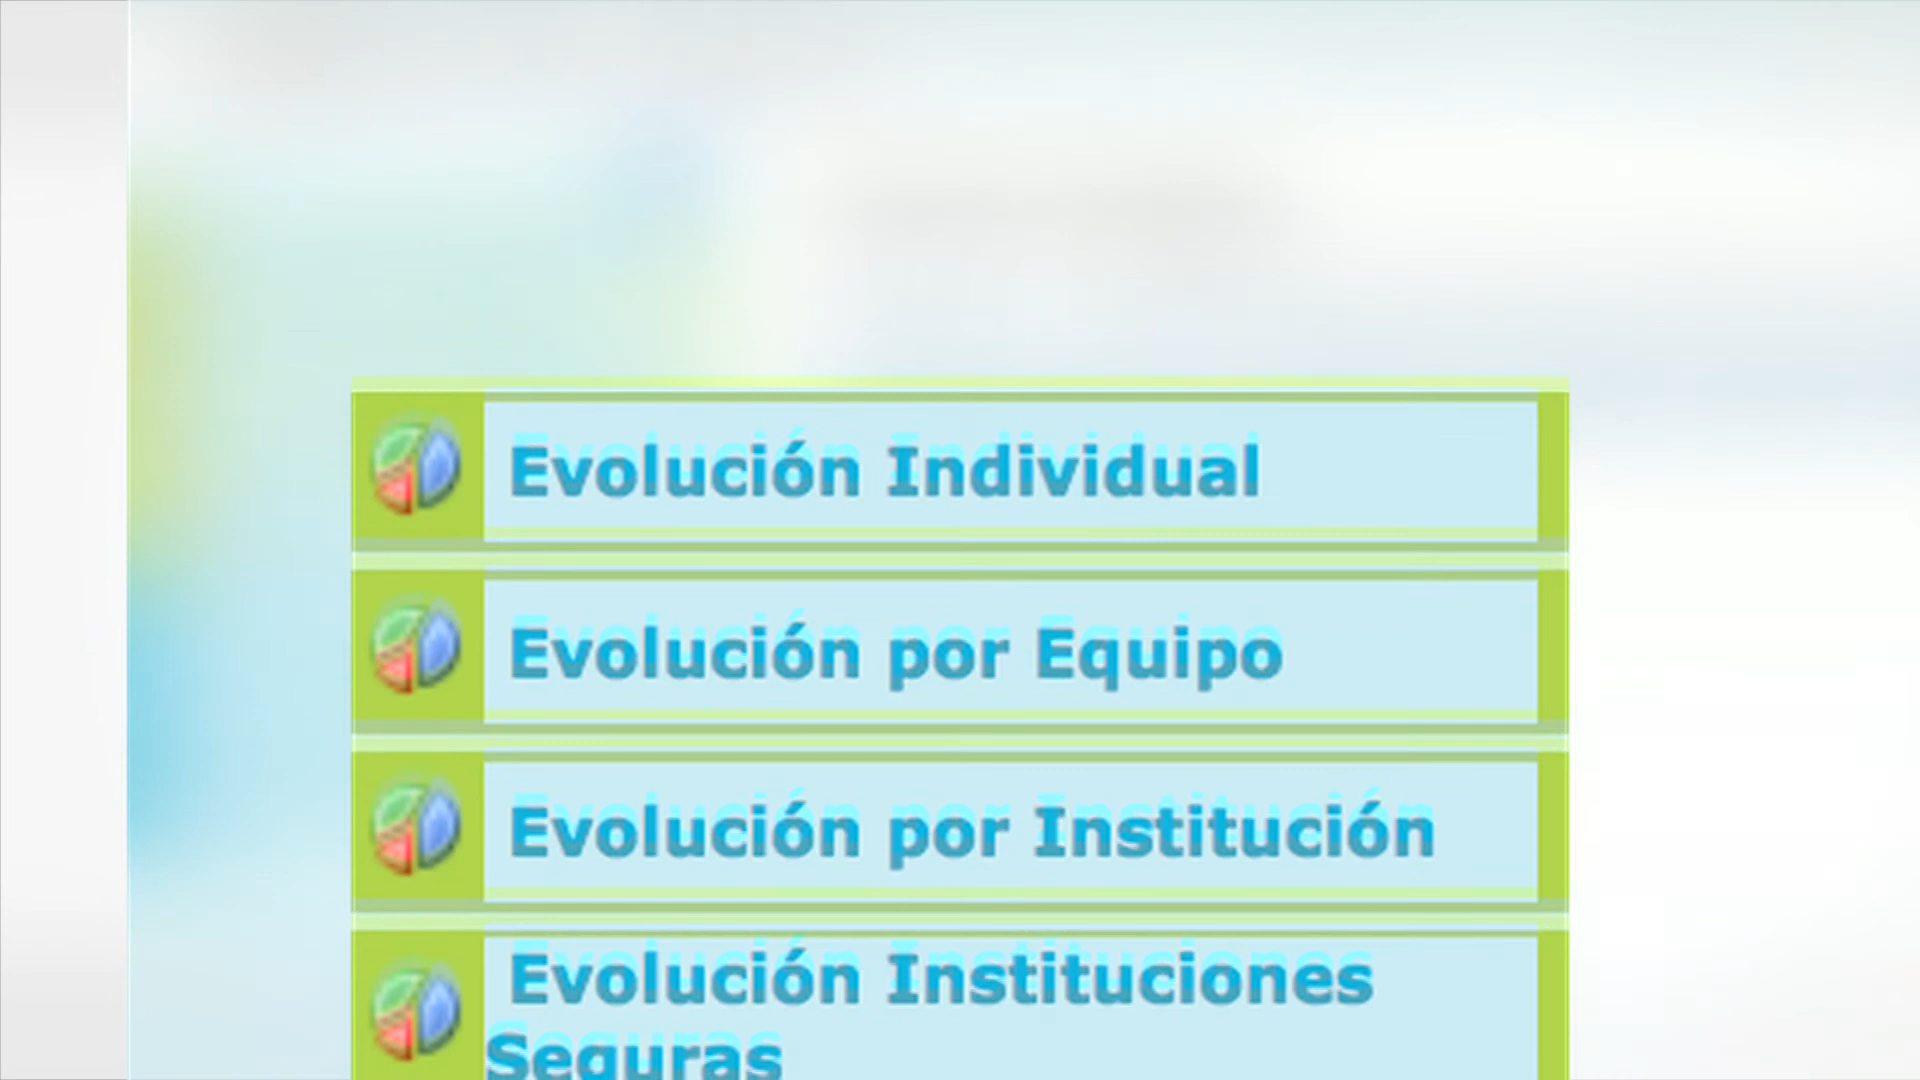 Evolución Individual
Evolución por Equipo
Evolución por Institución
Evolución Instituciones
Seguras